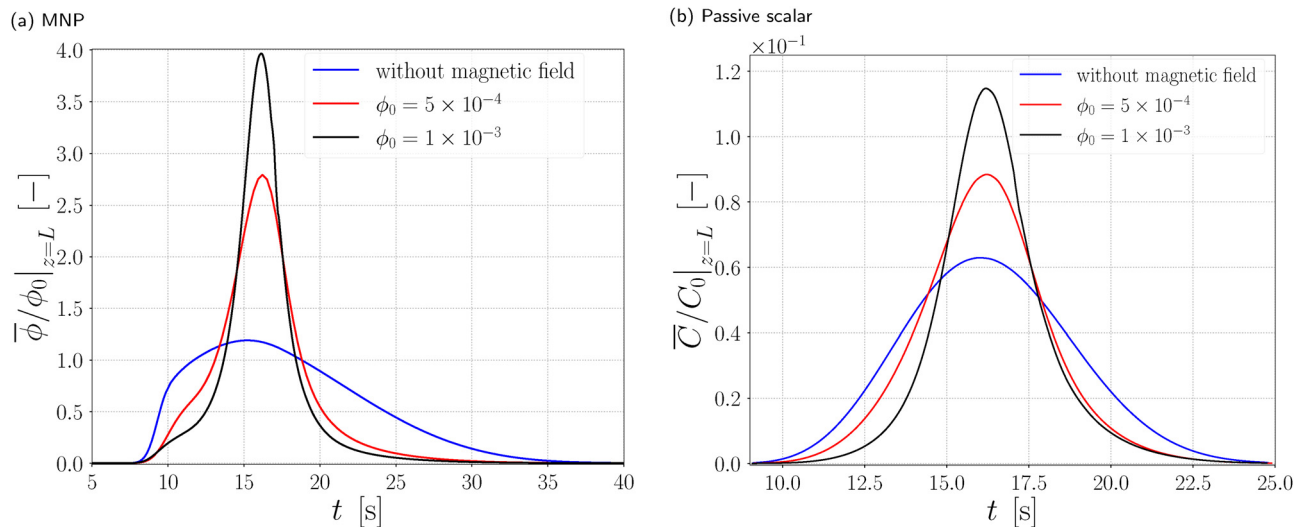 (a) MNP
4.0
3.5
3.0
2.5
2.0
1.5
1.0
0.5
0.0
5 10 15 20 25 30 35 40
t [s]
ϕ̅/ϕ₀|z=L [−]
without magnetic field
ϕ₀ = 5 × 10⁻⁴
ϕ₀ = 1 × 10⁻³
(b) Passive scalar
×10⁻¹
1.2
1.0
0.8
0.6
0.4
0.2
0.0
10.0 12.5 15.0 17.5 20.0 22.5 25.0
t [s]
C̅/C₀|z=L [−]
without magnetic field
ϕ₀ = 5 × 10⁻⁴
ϕ₀ = 1 × 10⁻³